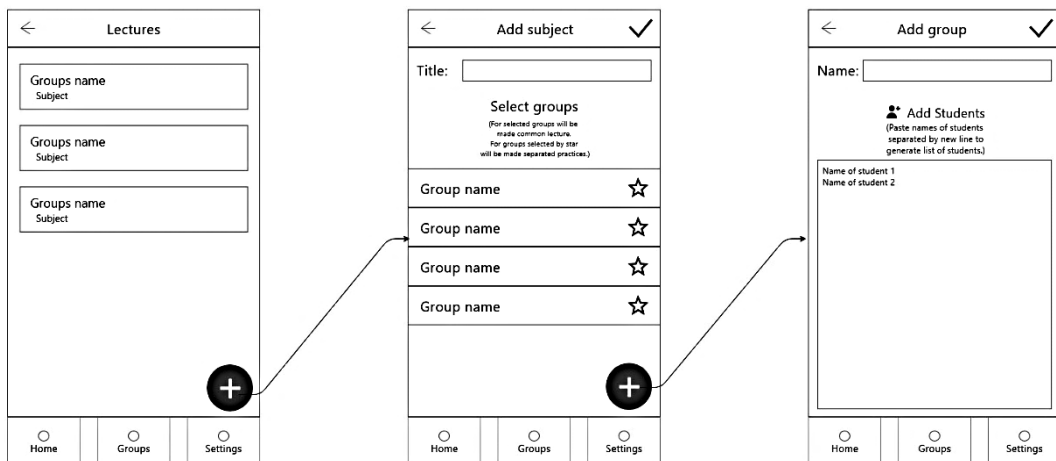 Lectures
Groups name
Subject
Groups name
Subject
Groups name
Subject
Home
Groups
Settings
Add subject
Title:
Select groups
(For selected groups will be
made common lecture.
For groups selected by star
will be made separated practices.)
Group name
Group name
Group name
Group name
Home
Groups
Settings
Add group
Name:
Add Students
(Paste names of students
separated by new line to
generate list of students.)
Name of student 1
Name of student 2
Home
Groups
Settings